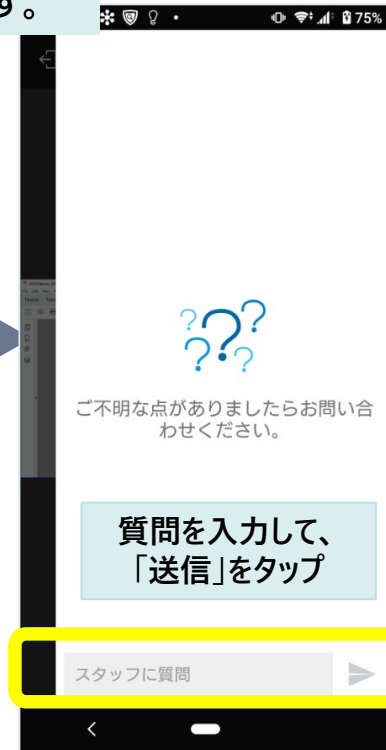 す。
75%
???
??
ご不明な点がありましたらお問い合
わせください。
質問を入力して、
「送信」をタップ
スタッフに質問